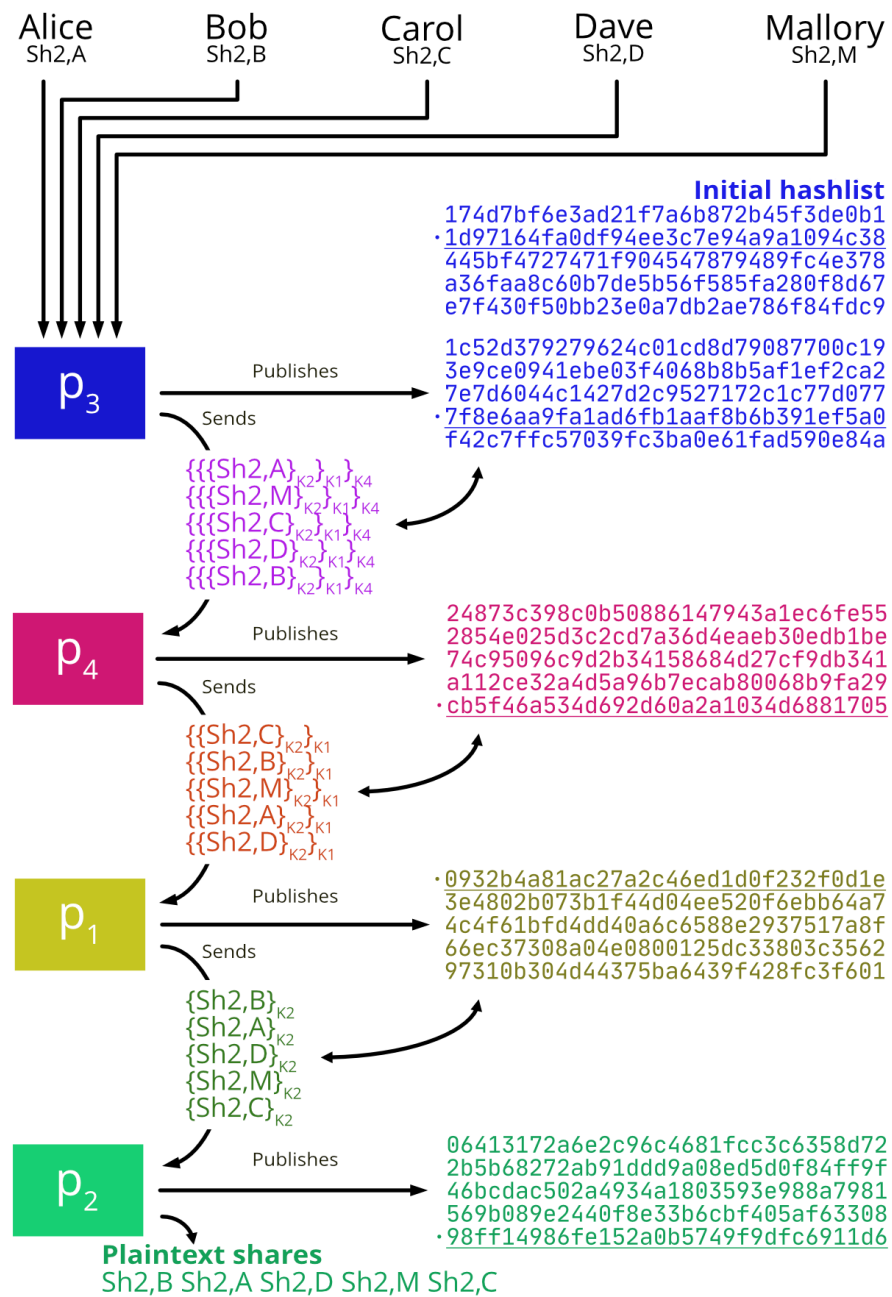 Alice Bob Carol Dave Mallory
Sh2,A Sh2,B Sh2,C Sh2,D Sh2,M
Initial hashlist
174d7bf6e3ad21f7a6b872b45f3de0b1
·1d97164fa0df94ee3c7e94a9a1094c38
445bf4727471f904547879489fc4e378
a36faa8c60b7de5b56f585fa280f8d67
e7f430f50bb23e0a7db2ae786f84fdc9
p3
Publishes
1c52d379279624c01cd8d79087700c19
3e9ce0941ebe03f4068b8b5af1ef2ca2
7e7d6044c1427d2c9527172c1c77d077
·7f8e6aa9fa1ad6fb1aaf8b6b391ef5a0
f42c7ffc57039fc3ba0e61fad590e84a
Sends
{{{Sh2,A}K2}K1}K4
{{{Sh2,M}K2}K1}K4
{{{Sh2,C}K2}K1}K4
{{{Sh2,D}K2}K1}K4
{{{Sh2,B}K2}K1}K4
p4
Publishes
24873c398c0b50886147943a1ec6fe55
2854e025d3c2cd7a36d4eaeb30edb1be
74c95096c9d2b34158684d27cf9db341
a112ce32a4d5a96b7ecab80068b9fa29
·cb5f46a534d692d60a2a1034d6881705
Sends
{{Sh2,C}K2}K1
{{Sh2,B}K2}K1
{{Sh2,M}K2}K1
{{Sh2,A}K2}K1
{{Sh2,D}K2}K1
p1
Publishes
·0932b4a81ac27a2c46ed1d0f232f0d1e
3e4802b073b1f44d04ee520f6ebb64a7
4c4f61bfd4dd40a6c6588e2937517a8f
66ec37308a04e0800125dc33803c3562
97310b304d44375ba6439f428fc3f601
Sends
{Sh2,B}K2
{Sh2,A}K2
{Sh2,D}K2
{Sh2,M}K2
{Sh2,C}K2
p2
Publishes
06413172a6e2c96c4681fcc3c6358d72
2b5b68272ab91ddd9a08ed5d0f84ff9f
46bcdac502a4934a1803593e988a7981
569b089e2440f8e33b6cbf405af63308
·98ff14986fe152a0b5749f9dfc6911d6
Plaintext shares
Sh2,B Sh2,A Sh2,D Sh2,M Sh2,C